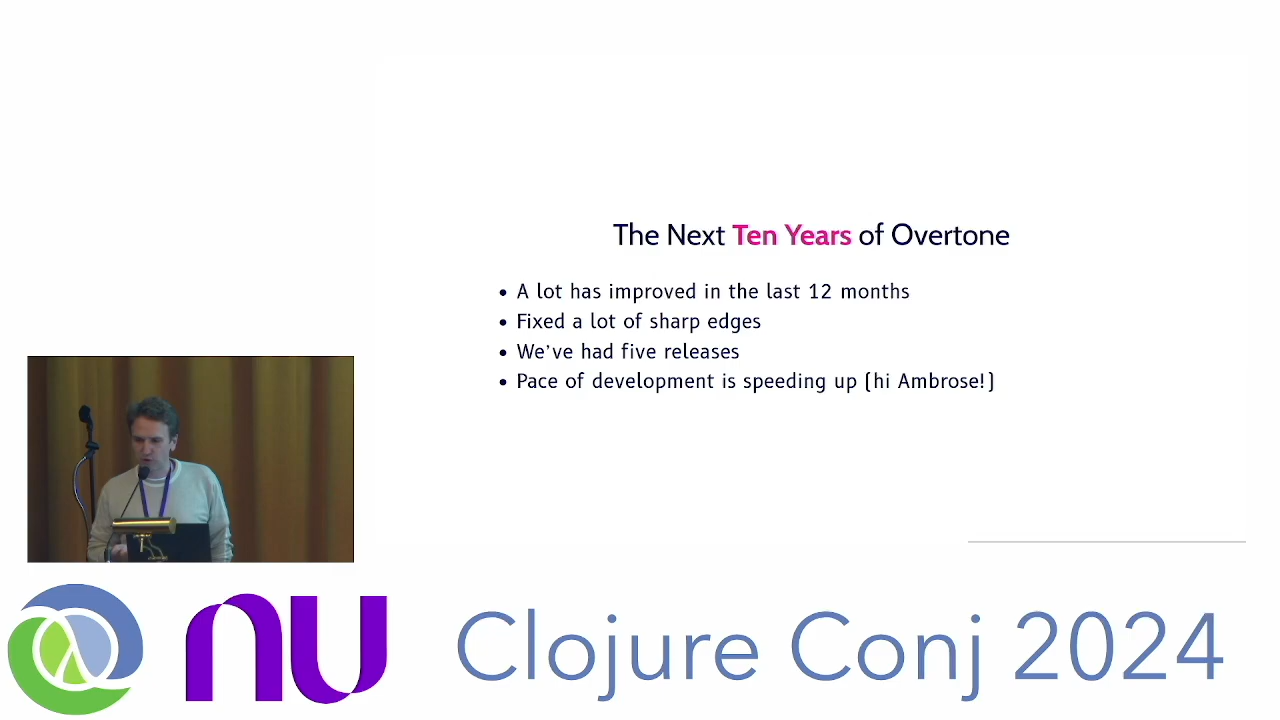 The Next Ten Years of Overtone
• A lot has improved in the last 12 months
• Fixed a lot of sharp edges
• We've had five releases
• Pace of development is speeding up (hi Ambrose!)
nu Clojure Conj 2024